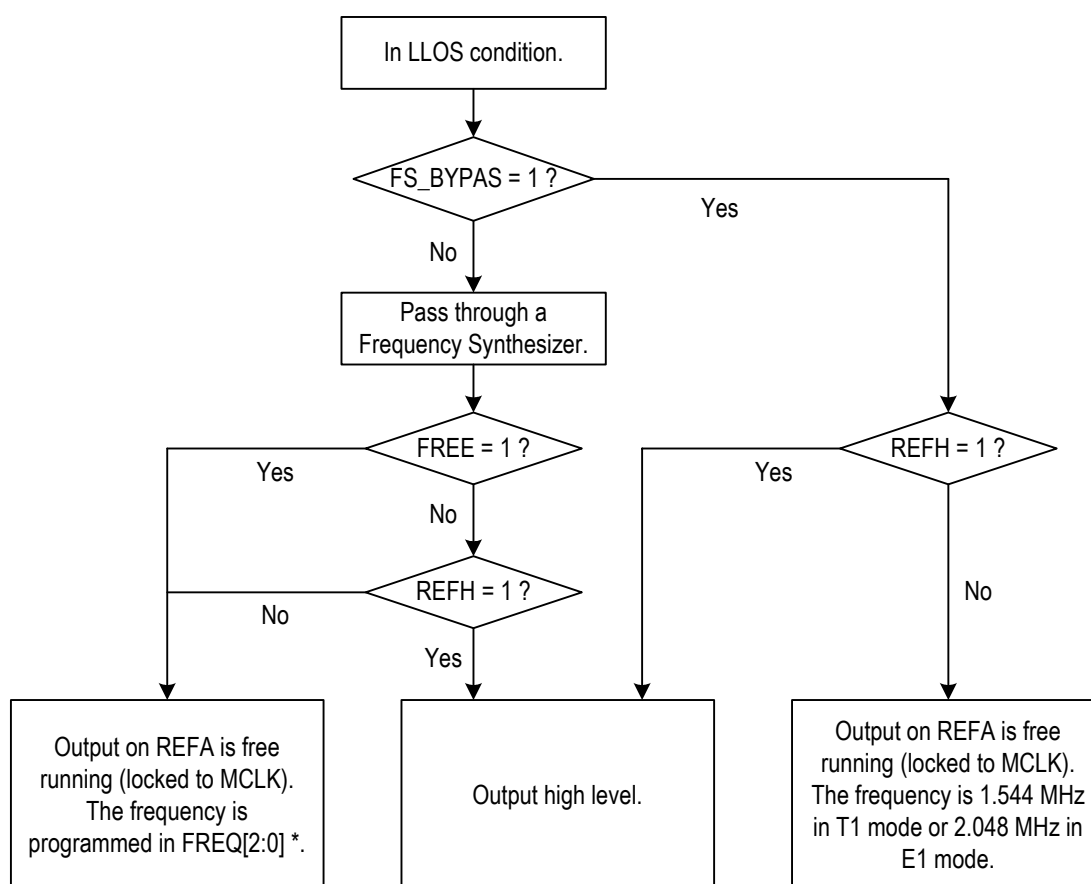 In LLOS condition.
FS_BYPAS = 1 ?
Yes
No
Pass through a
Frequency Synthesizer.
FREE = 1 ?
Yes
No
REFH = 1 ?
Yes
No
REFH = 1 ?
No
Yes
Output on REFA is free
running (locked to MCLK).
The frequency is
programmed in FREQ[2:0] *.
Output high level.
Output on REFA is free
running (locked to MCLK).
The frequency is 1.544 MHz
in T1 mode or 2.048 MHz in
E1 mode.